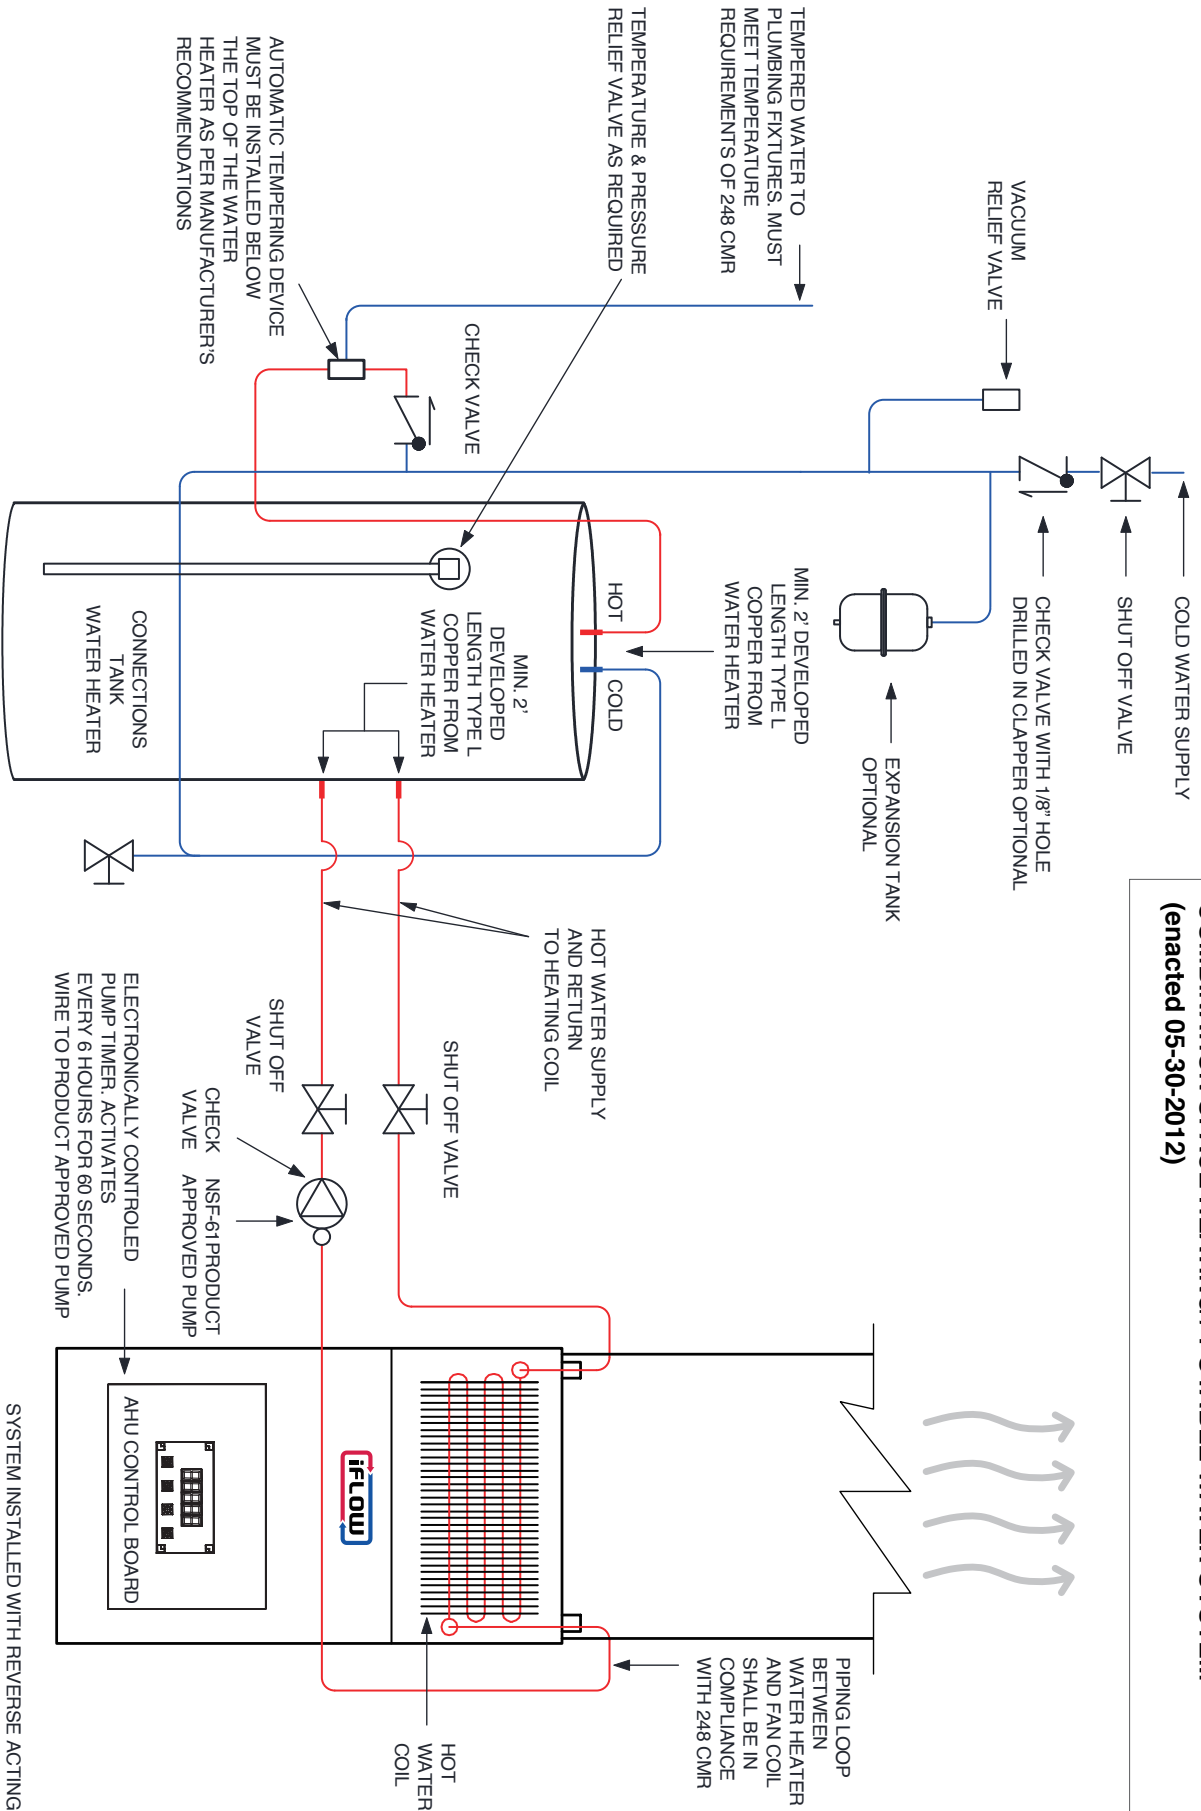 (enacted 05-30-2012)
COLD WATER SUPPLY
SHUT OFF VALVE
CHECK VALVE WITH 1/8" HOLE
DRILLED IN CLAPPER OPTIONAL
VACUUM
RELIEF VALVE
EXPANSION TANK
OPTIONAL
TEMPERED WATER TO
PLUMBING FIXTURES. MUST
MEET TEMPERATURE
REQUIREMENTS OF 248 CMR
MIN. 2' DEVELOPED
LENGTH TYPE L
COPPER FROM
WATER HEATER
PIPING LOOP
BETWEEN
WATER HEATER
AND FAN COIL
SHALL BE IN
COMPLIANCE
WITH 248 CMR
TEMPERATURE & PRESSURE
RELIEF VALVE AS REQUIRED
HOT
COLD
HOT WATER SUPPLY
AND RETURN
TO HEATING COIL
MIN. 2'
DEVELOPED
LENGTH TYPE L
COPPER FROM
WATER HEATER
CHECK VALVE
SHUT OFF VALVE
HOT
WATER
COIL
iFLOW
AUTOMATIC TEMPERING DEVICE
MUST BE INSTALLED BELOW
THE TOP OF THE WATER
HEATER AS PER MANUFACTURER'S
RECOMMENDATIONS
SHUT OFF
VALVE
CHECK
VALVE
NSF-61PRODUCT
APPROVED PUMP
CONNECTIONS
TANK
WATER HEATER
ELECTRONICALLY CONTROLED
PUMP TIMER. ACTIVATES
EVERY 6 HOURS FOR 60 SECONDS.
WIRE TO PRODUCT APPROVED PUMP
AHU CONTROL BOARD
SYSTEM INSTALLED WITH REVERSE ACTING